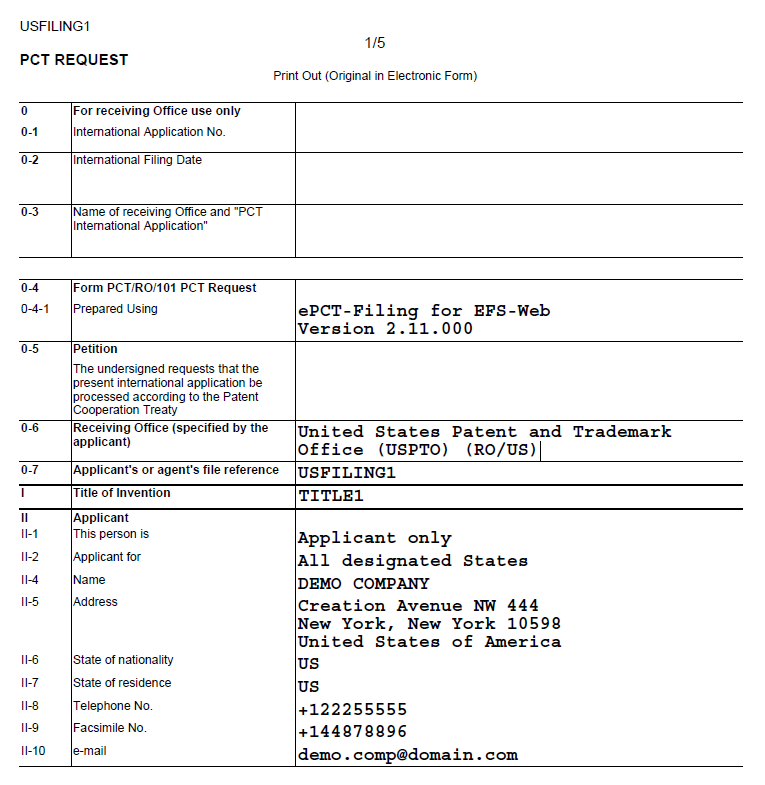 USFILING1
1/5
PCT REQUEST
Print Out (Original in Electronic Form)
0 For receiving Office use only
0-1 International Application No.
0-2 International Filing Date
0-3 Name of receiving Office and "PCT
International Application"
0-4 Form PCT/RO/101 PCT Request
0-4-1 Prepared Using ePCT-Filing for EFS-Web
Version 2.11.000
0-5 Petition
The undersigned requests that the
present international application be
processed according to the Patent
Cooperation Treaty
0-6 Receiving Office (specified by the
applicant)
United States Patent and Trademark
Office (USPTO) (RO/US)
0-7 Applicant's or agent's file reference USFILING1
I Title of Invention TITLE1
II Applicant
II-1 This person is Applicant only
II-2 Applicant for All designated States
II-4 Name DEMO COMPANY
II-5 Address Creation Avenue NW 444
New York, New York 10598
United States of America
II-6 State of nationality US
II-7 State of residence US
II-8 Telephone No. +122255555
II-9 Facsimile No. +144878896
II-10 e-mail demo.comp@domain.com